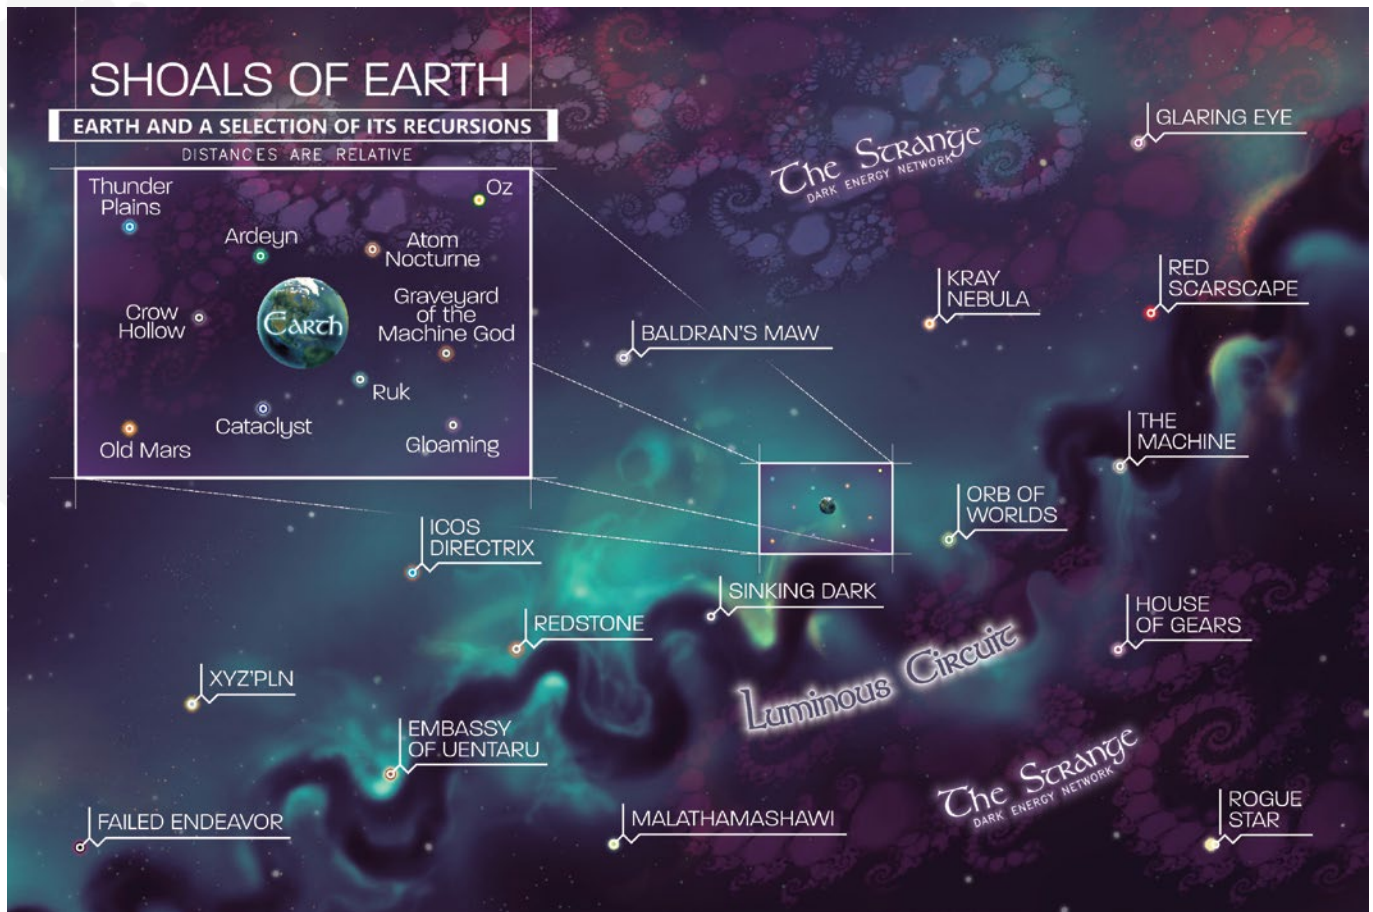 SHOALS OF EARTH
EARTH AND A SELECTION OF ITS RECURSIONS
DISTANCES ARE RELATIVE
Thunder
Plains
Oz
Ardeyn
Atom
Nocturne
Crow
Hollow
Earth
Graveyard
of the
Machine God
Ruk
Cataclyst
Old Mars
Gloaming
The Strange
DARK ENERGY NETWORK
GLARING EYE
KRAY
NEBULA
RED
SCARSCAPE
BALDRAN'S MAW
THE
MACHINE
ORB OF
WORLDS
ICOS
DIRECTRIX
SINKING DARK
REDSTONE
HOUSE
OF GEARS
Luminous Circuit
XYZ'PLN
EMBASSY
OF UENTARU
The Strange
DARK ENERGY NETWORK
FAILED ENDEAVOR
MALATHAMASHAWI
ROGUE
STAR